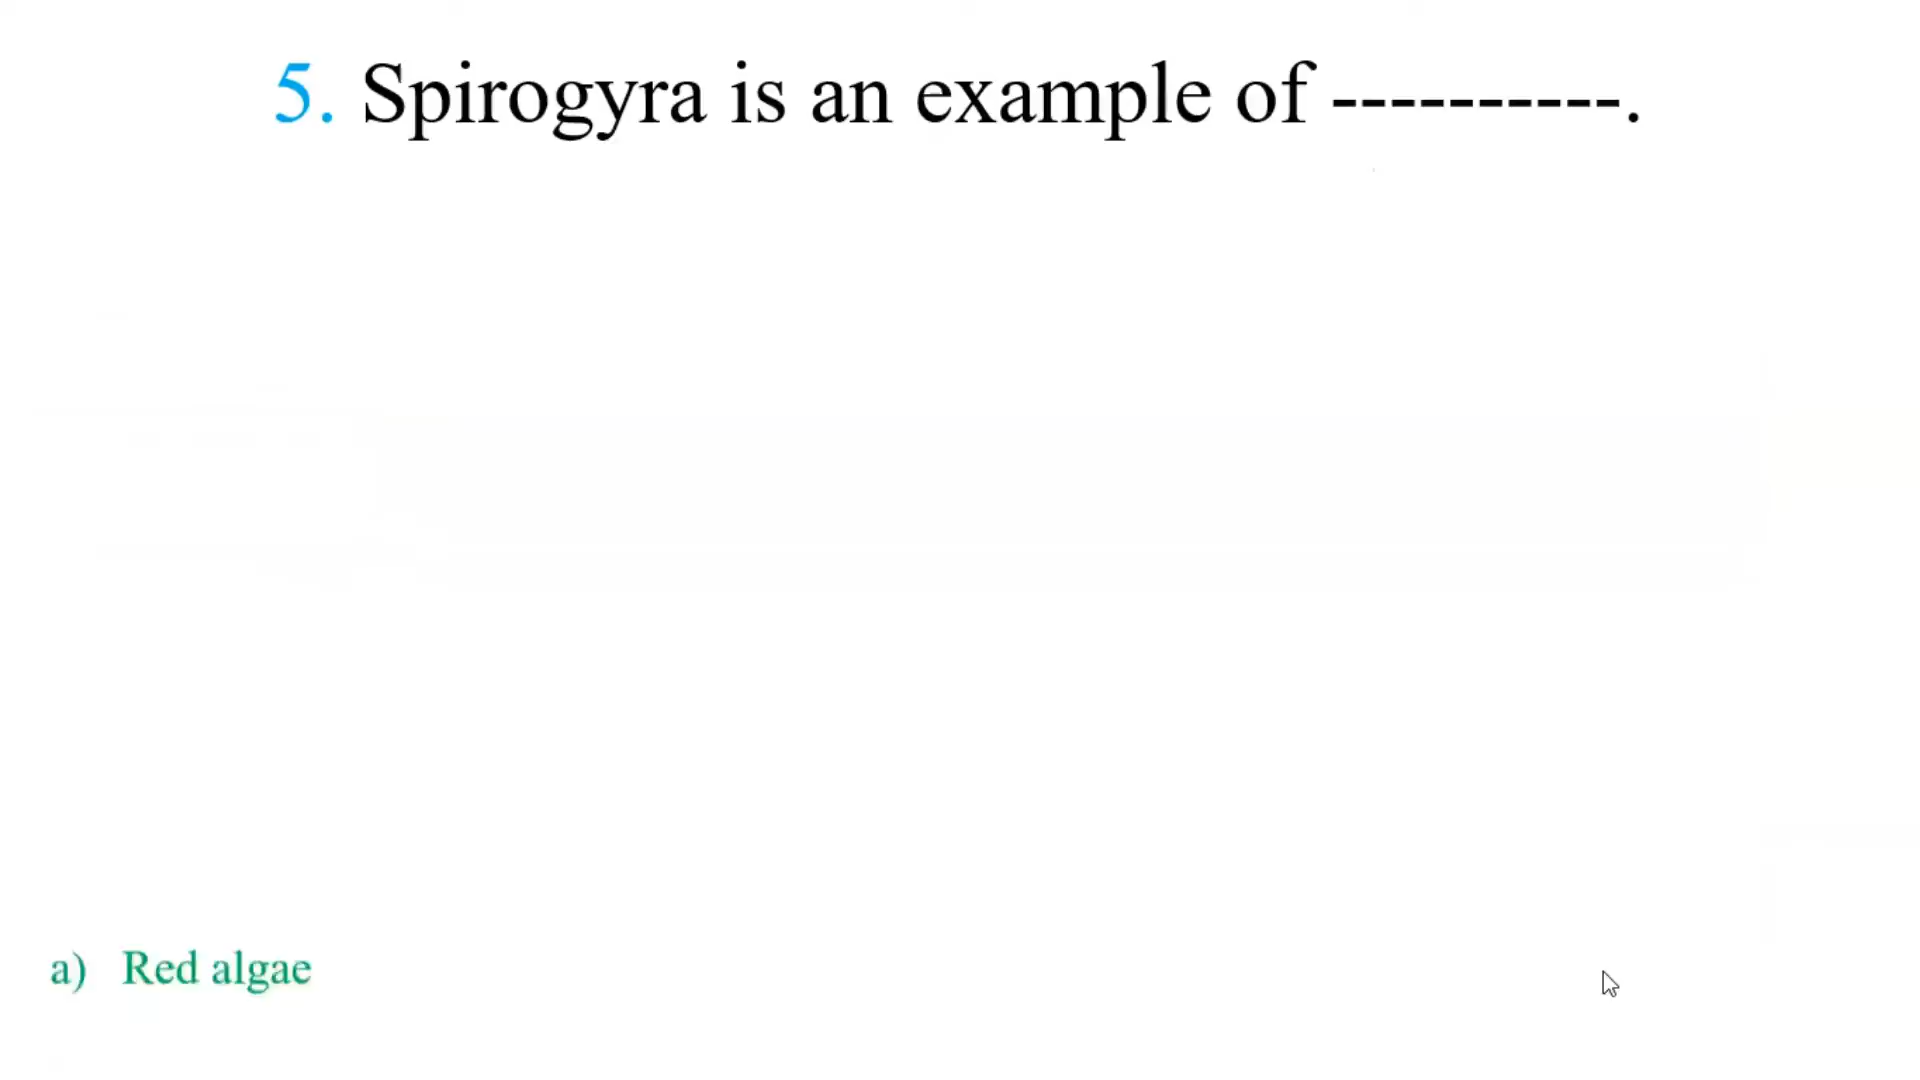 5. Spirogyra is an example of ----------.
a) Red algae